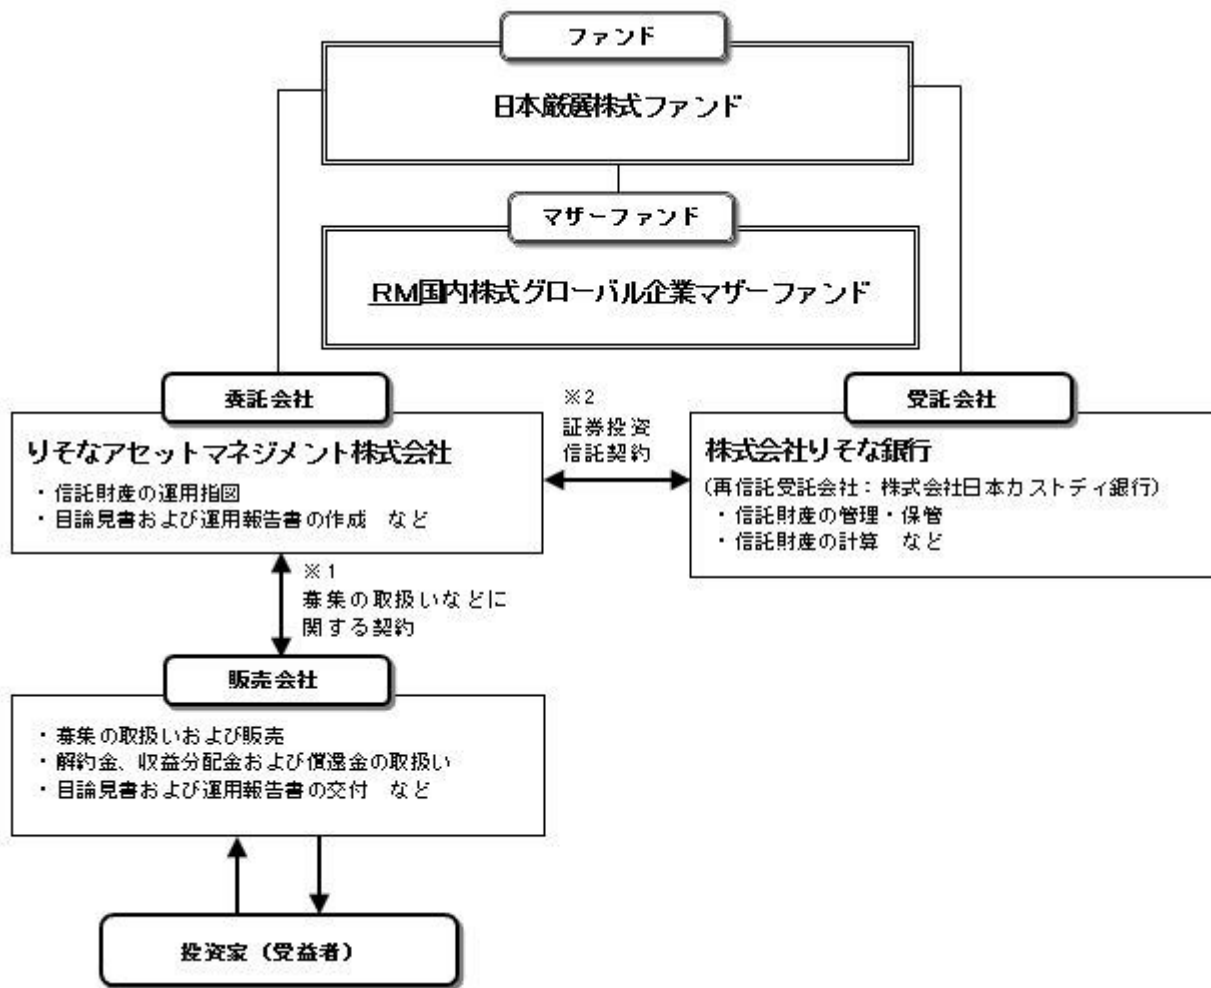 ファンド
日本厳選株式ファンド
マザーファンド
RM国内株式グローバル企業マザーファンド
委託会社
りそなアセットマネジメント株式会社
・信託財産の運用指図
・目論見書および運用報告書の作成　など
※2
証券投資
信託契約
受託会社
株式会社りそな銀行
(再信託受託会社：株式会社日本カストディ銀行)
・信託財産の管理・保管
・信託財産の計算　など
※1
募集の取扱いなどに
関する契約
販売会社
・募集の取扱いおよび販売
・解約金、収益分配金および償還金の取扱い
・目論見書および運用報告書の交付　など
投資家（受益者）